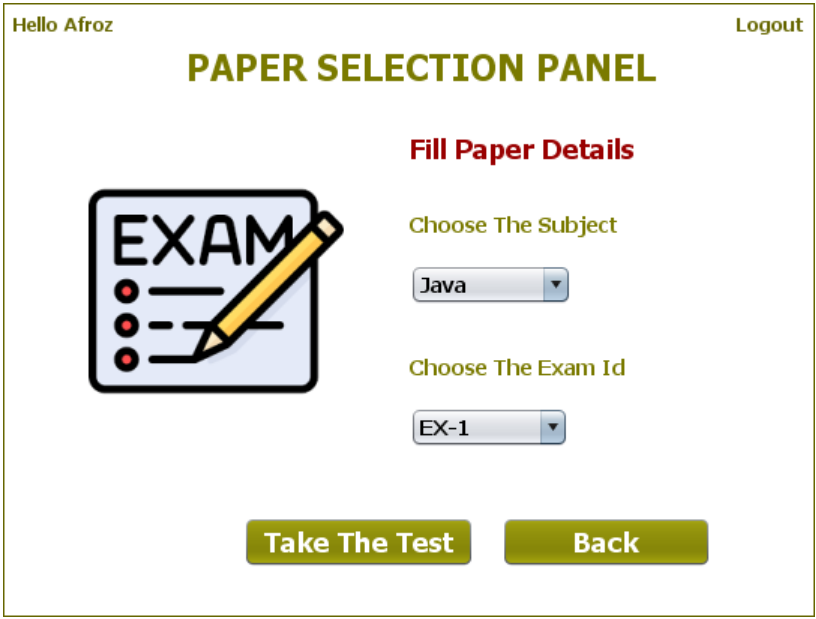 Hello Afroz
Logout
PAPER SELECTION PANEL
Fill Paper Details
EXAM
Choose The Subject
Java
Choose The Exam Id
EX-1
Take The Test
Back